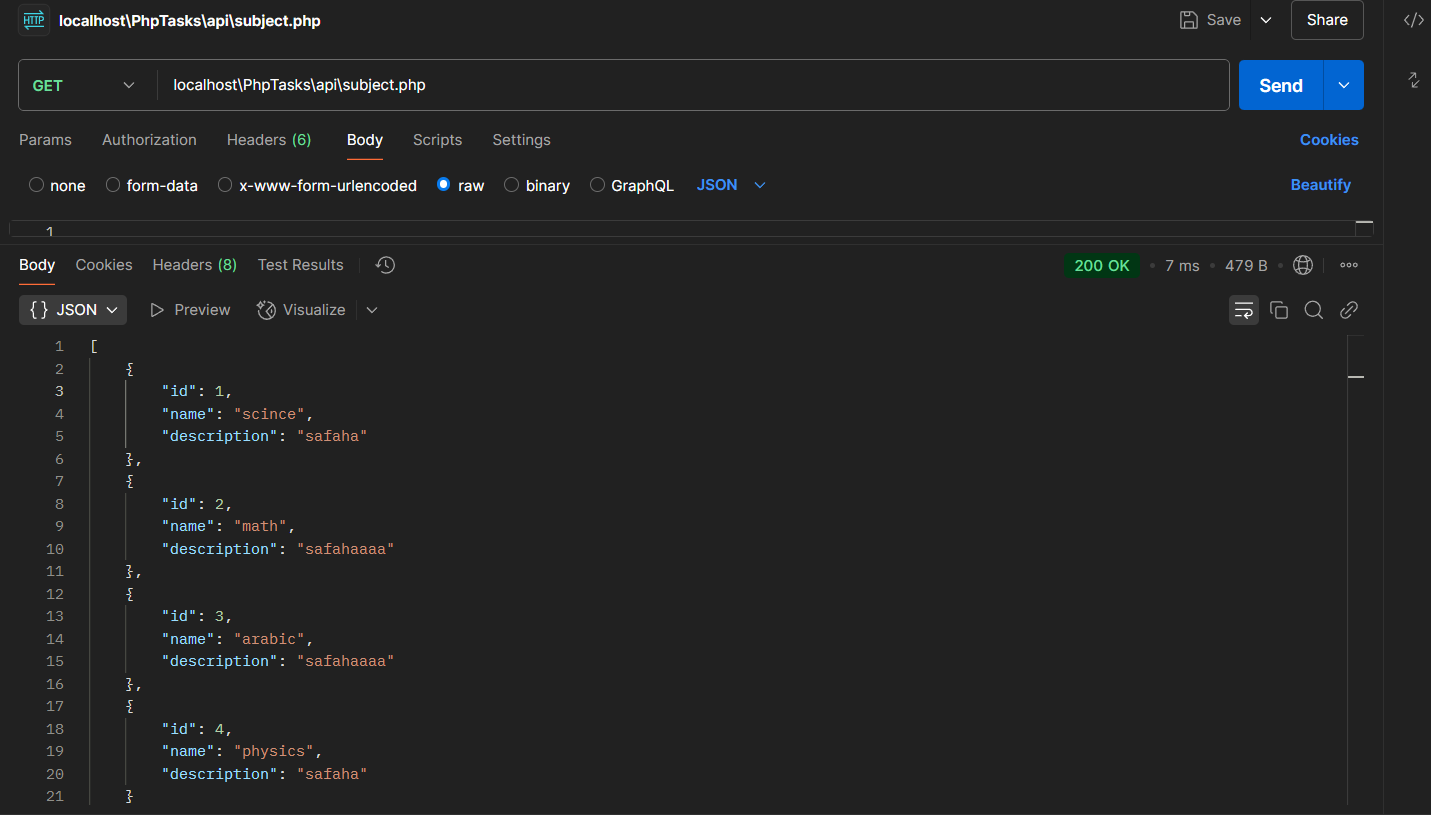 HTTP localhost\PhpTasks\api\subject.php Save Share </>
GET localhost\PhpTasks\api\subject.php Send
Params Authorization Headers (6) Body Scripts Settings Cookies
none form-data x-www-form-urlencoded raw binary GraphQL JSON Beautify
1
Body Cookies Headers (8) Test Results 200 OK • 7 ms • 479 B •
{} JSON Preview Visualize
1 [
2 {
3 "id": 1,
4 "name": "scince",
5 "description": "safaha"
6 },
7 {
8 "id": 2,
9 "name": "math",
10 "description": "safahaaaa"
11 },
12 {
13 "id": 3,
14 "name": "arabic",
15 "description": "safahaaaa"
16 },
17 {
18 "id": 4,
19 "name": "physics",
20 "description": "safaha"
21 }